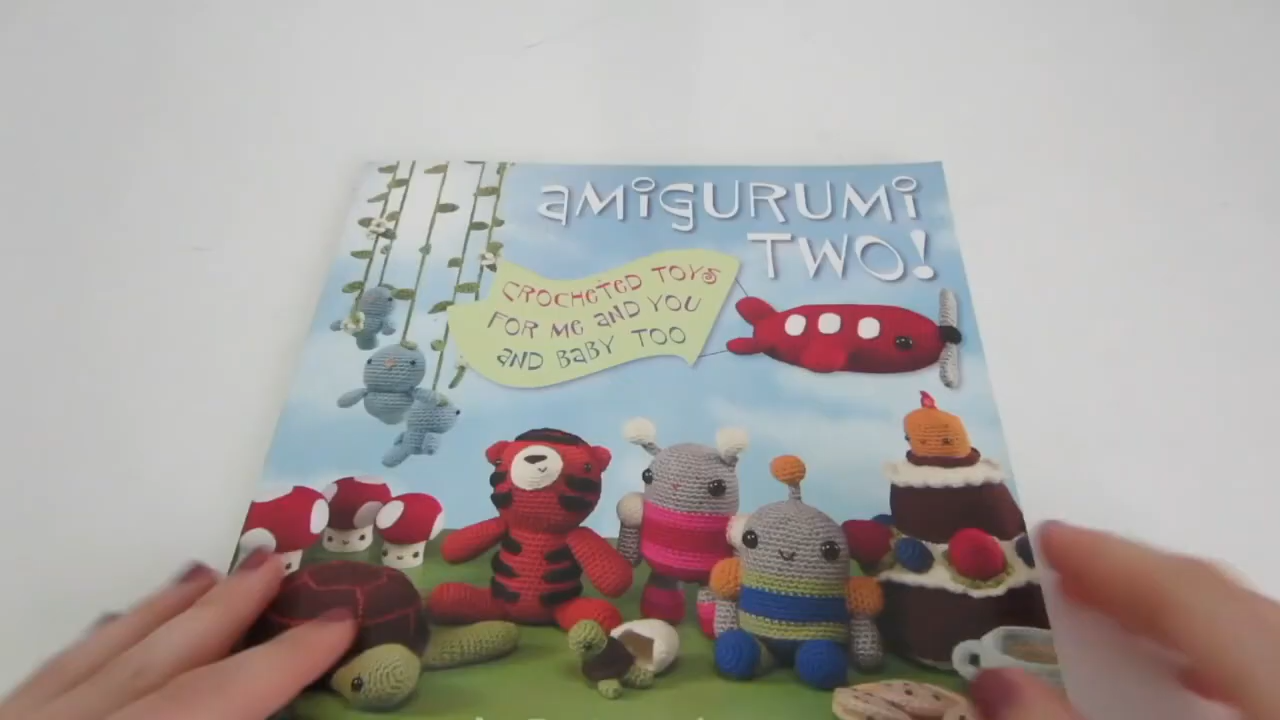 aMiGURUMi
TWO!
CROCHeTeD TOYS
FOR Me aND YOU
aND BaBY TOO